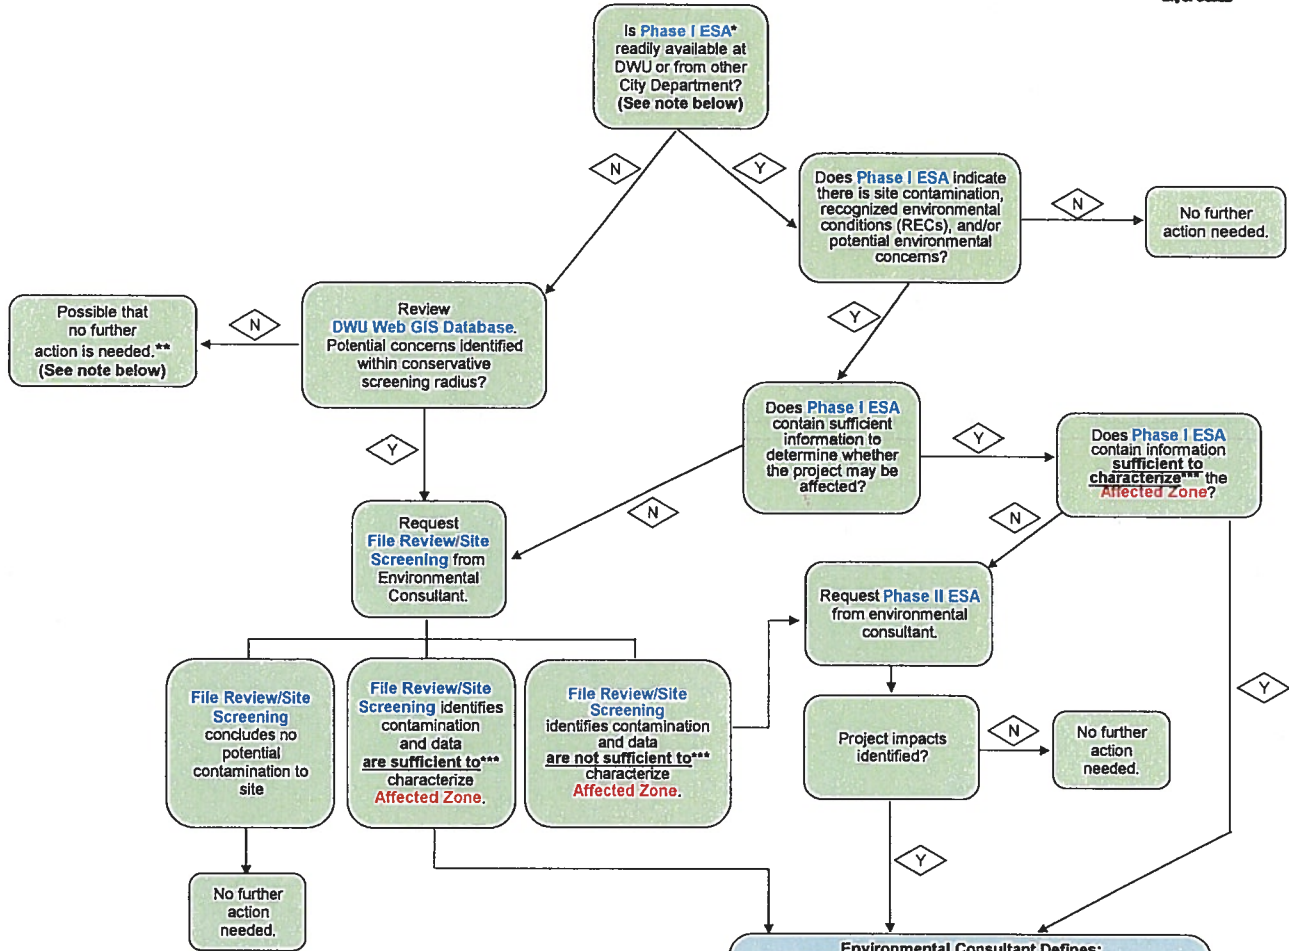 Is Phase I ESA*
readily available at
DWU or from other
City Department?
(See note below)
N
Y
Does Phase I ESA indicate
there is site contamination,
recognized environmental
conditions (RECs), and/or
potential environmental
concerns?
N
No further
action needed.
Possible that
no further
action is needed.**
(See note below)
N
Review
DWU Web GIS Database.
Potential concerns identified
within conservative
screening radius?
Y
Does Phase I ESA
contain sufficient
information to
determine whether
the project may be
affected?
Y
Does Phase I ESA
contain information
sufficient to
characterize*** the
Affected Zone?
Y
N
N
Request
File Review/Site
Screening from
Environmental
Consultant.
Request Phase II ESA
from environmental
consultant.
File Review/Site
Screening
concludes no
potential
contamination to
site
File Review/Site
Screening identifies
contamination
and data
are sufficient to***
characterize
Affected Zone.
File Review/Site
Screening
identifies contamination
and data
are not sufficient to***
characterize
Affected Zone.
Y
Project impacts
identified?
N
No further
action
needed.
Y
No further
action
needed.
Environmental Consultant Defines: